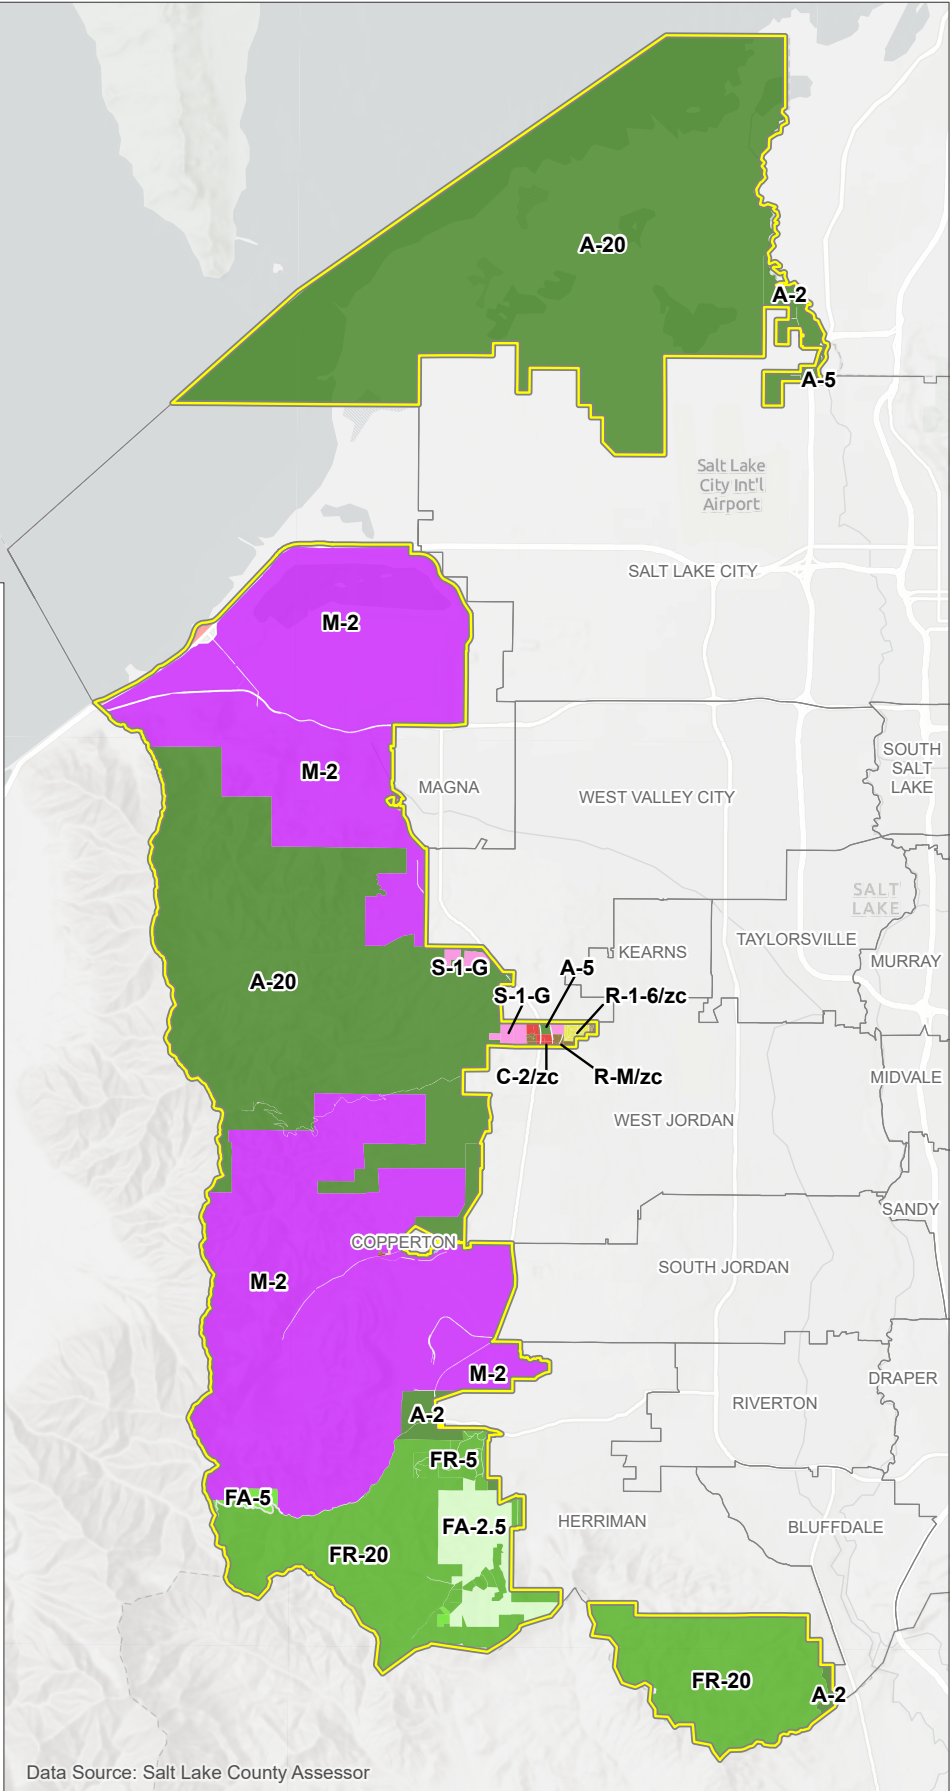 A-20
A-2
A-5
Salt Lake
City Int'l
Airport
SALT LAKE CITY
M-2
M-2
MAGNA
WEST VALLEY CITY
SOUTH
SALT
LAKE
SALT
LAKE
KEARNS
TAYLORSVILLE
MURRAY
S-1-G
A-5
A-20
S-1-G
R-1-6/zc
C-2/zc
R-M/zc
MIDVALE
WEST JORDAN
SANDY
COPPERTON
SOUTH JORDAN
M-2
M-2
DRAPER
RIVERTON
A-2
FR-5
FA-5
FA-2.5
HERRIMAN
BLUFFDALE
FR-20
FR-20
A-2
Data Source: Salt Lake County Assessor